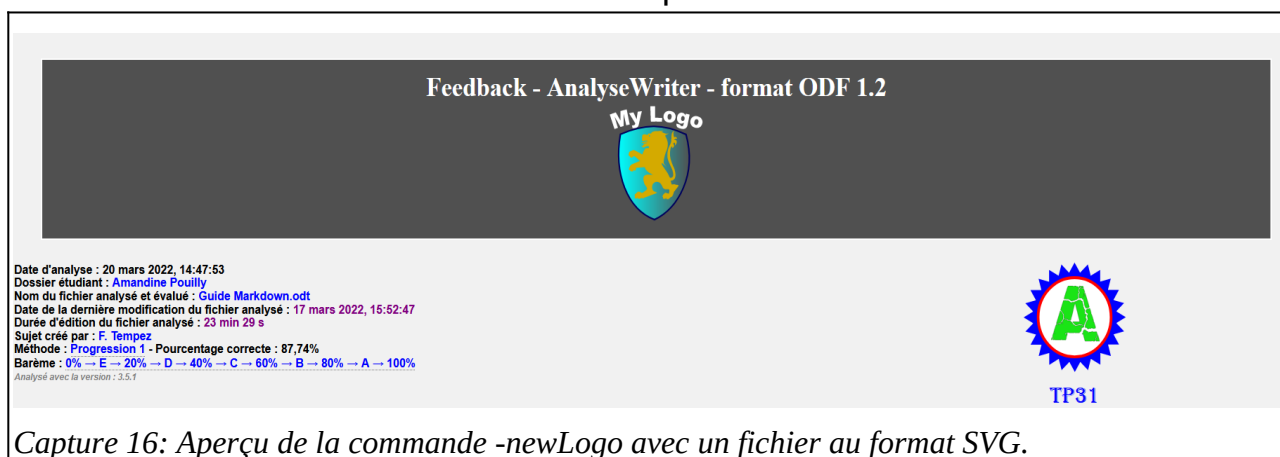 Feedback - AnalyseWriter - format ODF 1.2
My Logo
Date d'analyse : 20 mars 2022, 14:47:53
Dossier étudiant : Amandine Pouilly
Nom du fichier analysé et évalué : Guide Markdown.odt
Date de la dernière modification du fichier analysé : 17 mars 2022, 15:52:47
Durée d'édition du fichier analysé : 23 min 29 s
Sujet créé par : F. Tempez
Méthode : Progression 1 - Pourcentage correcte : 87,74%
Barème : 0% → E → 20% → D → 40% → C → 60% → B → 80% → A → 100%
Analysé avec la version : 3.5.1
A
TP31
Capture 16: Aperçu de la commande -newLogo avec un fichier au format SVG.